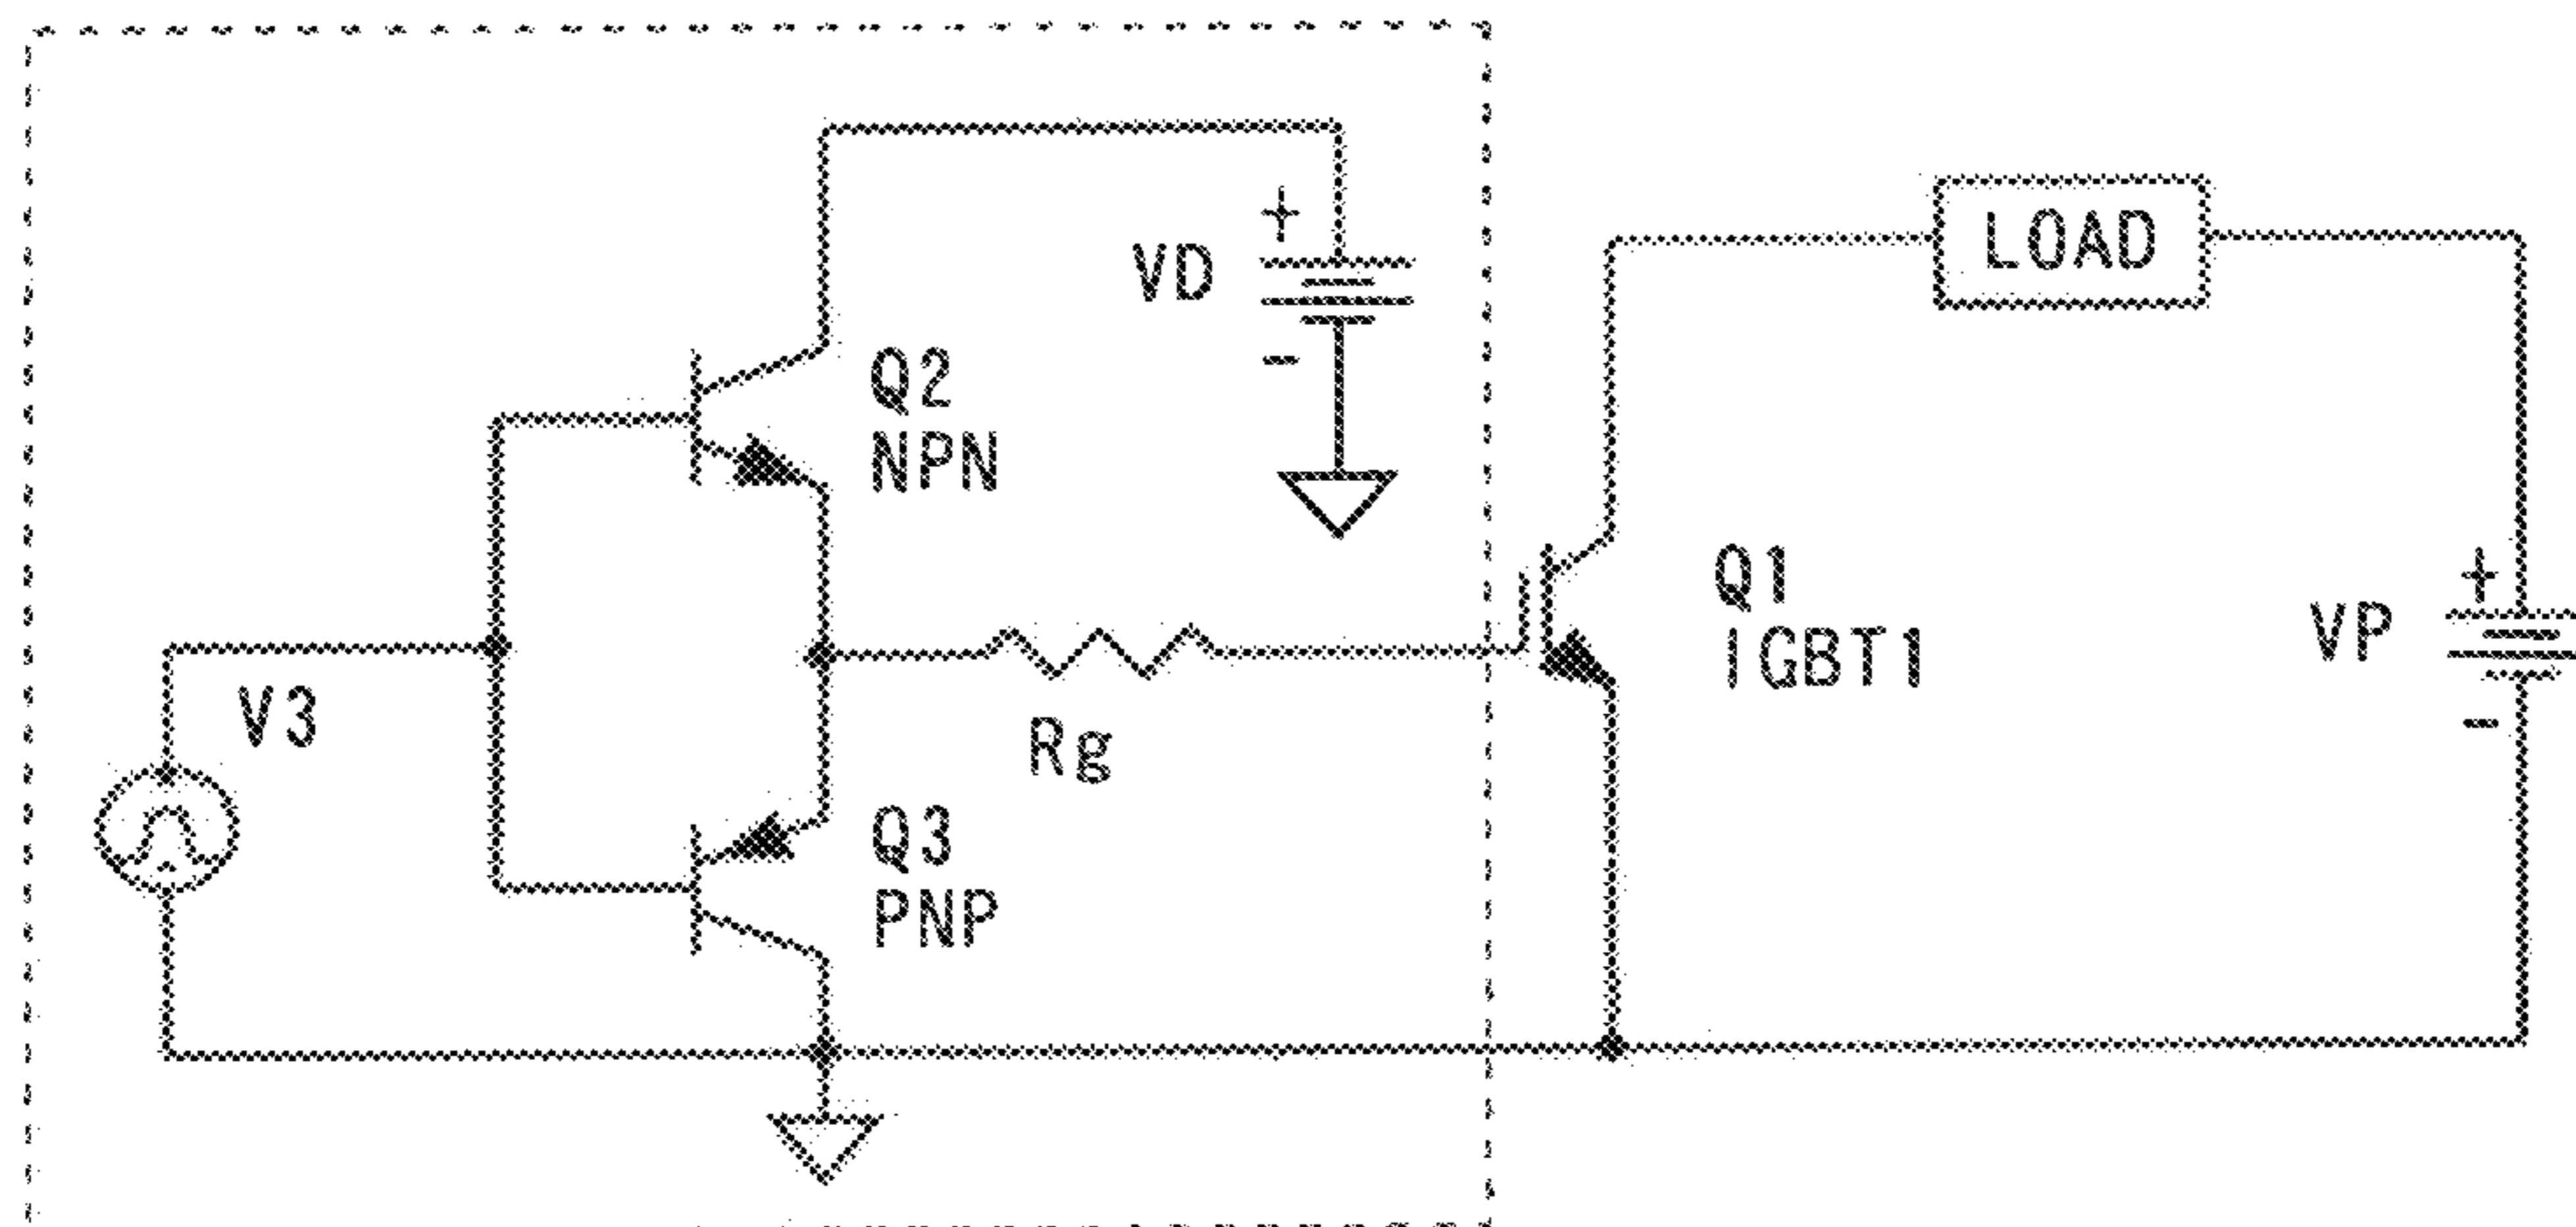 +
VD
-
LOAD
Q2
NPN
Q1
IGBT1
+
VP
-
V3
Rg
Q3
PNP